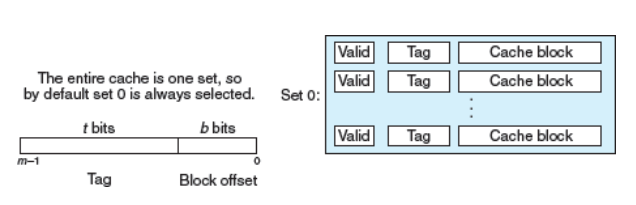 The entire cache is one set, so
by default set 0 is always selected.
t bits b bits
m–1 0
Tag Block offset
Set 0:
Valid Tag Cache block
Valid Tag Cache block
Valid Tag Cache block